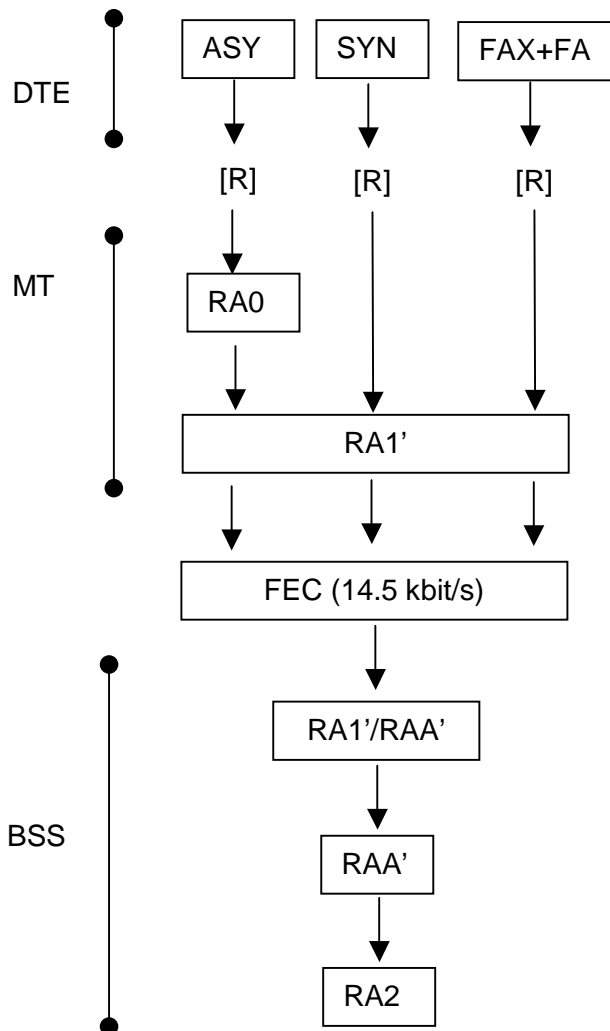 DTE
ASY
SYN
FAX+FA
[R]
[R]
[R]
MT
RA0
RA1’
FEC (14.5 kbit/s)
BSS
RA1’/RAA’
RAA’
RA2